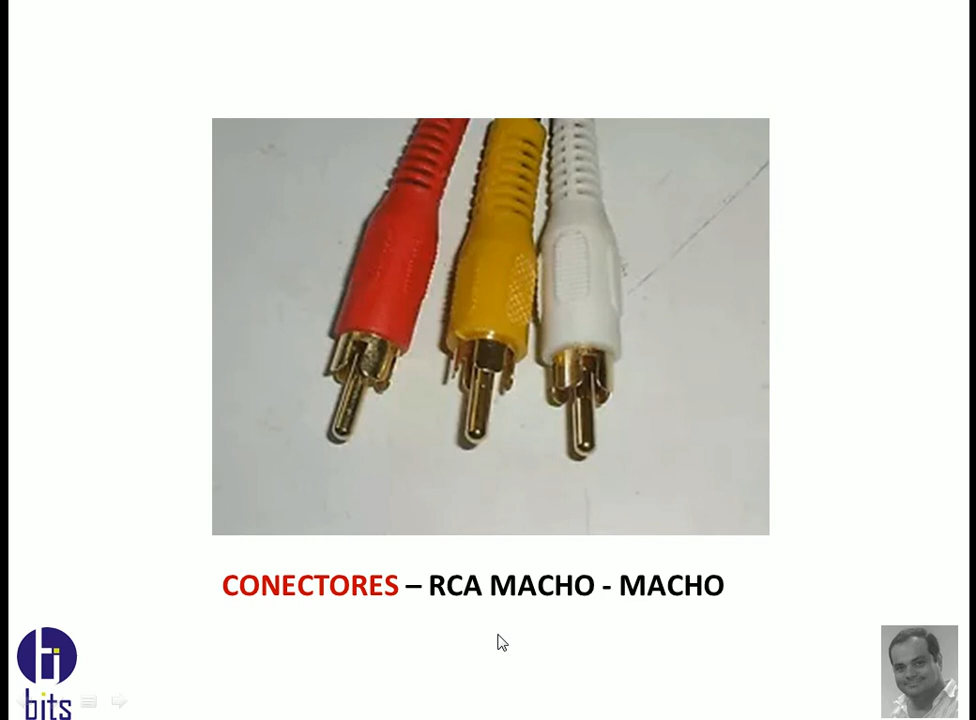 CONECTORES – RCA MACHO - MACHO
bits